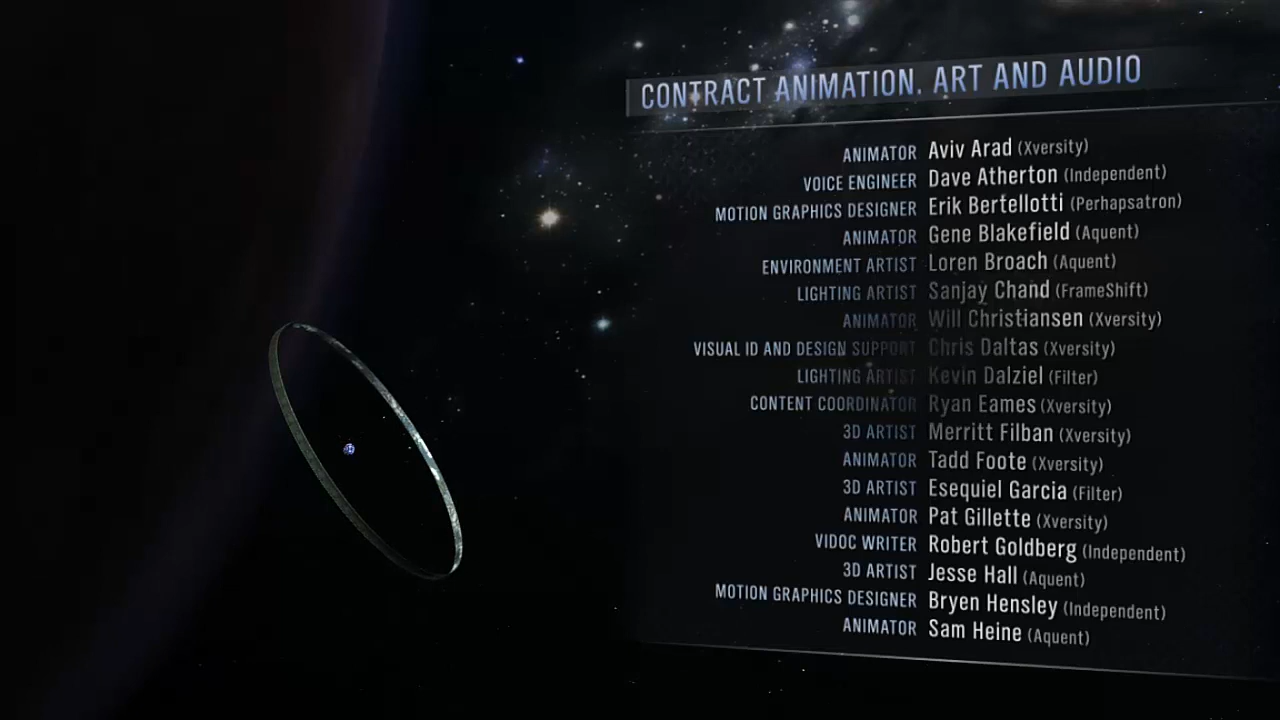 CONTRACT ANIMATION, ART AND AUDIO
ANIMATOR Aviv Arad (Xversity)
VOICE ENGINEER Dave Atherton (Independent)
MOTION GRAPHICS DESIGNER Erik Bertellotti (Perhapsatron)
ANIMATOR Gene Blakefield (Aquent)
ENVIRONMENT ARTIST Loren Broach (Aquent)
LIGHTING ARTIST Sanjay Chand (FrameShift)
ANIMATOR Will Christiansen (Xversity)
VISUAL ID AND DESIGN SUPPORT Chris Daltas (Xversity)
LIGHTING ARTIST Kevin Dalziel (Filter)
CONTENT COORDINATOR Ryan Eames (Xversity)
3D ARTIST Merritt Filban (Xversity)
ANIMATOR Tadd Foote (Xversity)
3D ARTIST Esequiel Garcia (Filter)
ANIMATOR Pat Gillette (Xversity)
VIDOC WRITER Robert Goldberg (Independent)
3D ARTIST Jesse Hall (Aquent)
MOTION GRAPHICS DESIGNER Bryen Hensley (Independent)
ANIMATOR Sam Heine (Aquent)